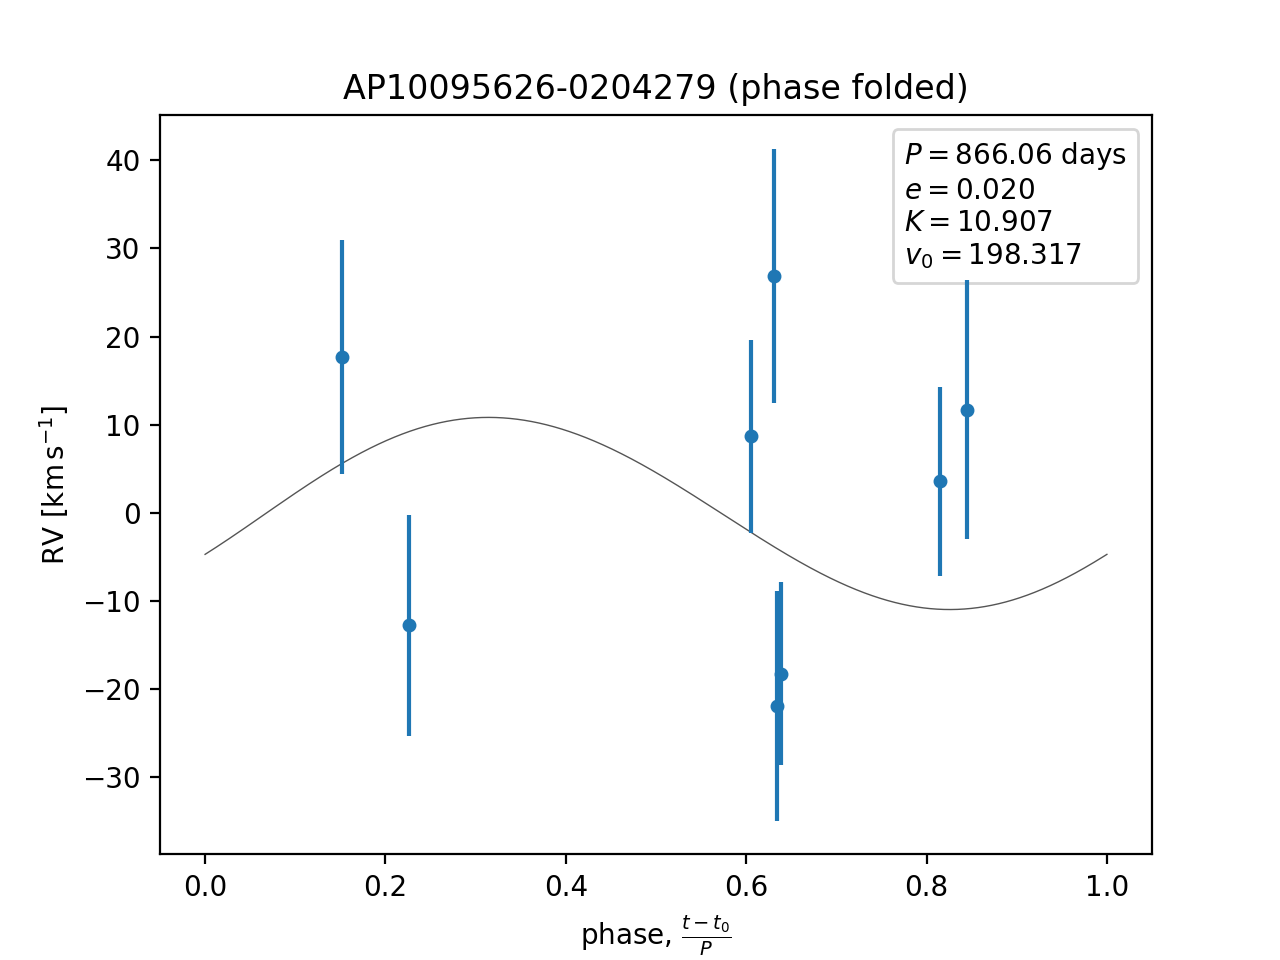 AP10095626-0204279 (phase folded)
P = 866.06 days
e = 0.020
K = 10.907
v₀ = 198.317
RV [km s⁻¹]
40
30
20
10
0
−10
−20
−30
0.0 0.2 0.4 0.6 0.8 1.0
phase, (t − t₀)/P